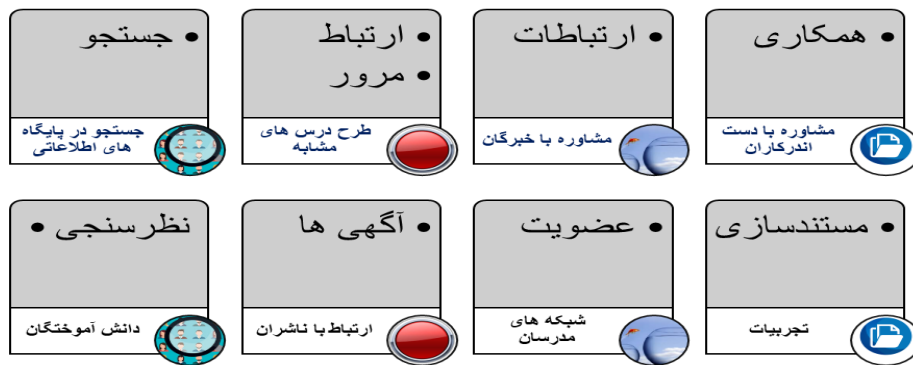 همکاری
مشاوره با دست
اندرکاران
ارتباطات
مشاوره با خبرگان
ارتباط
مرور
طرح درس های
مشابه
جستجو
جستجو در پایگاه
های اطلاعاتی
مستندسازی
تجربیات
عضویت
شبکه های
مدرسان
آگهی ها
ارتباط با ناشران
نظرسنجی
دانش آموختگان